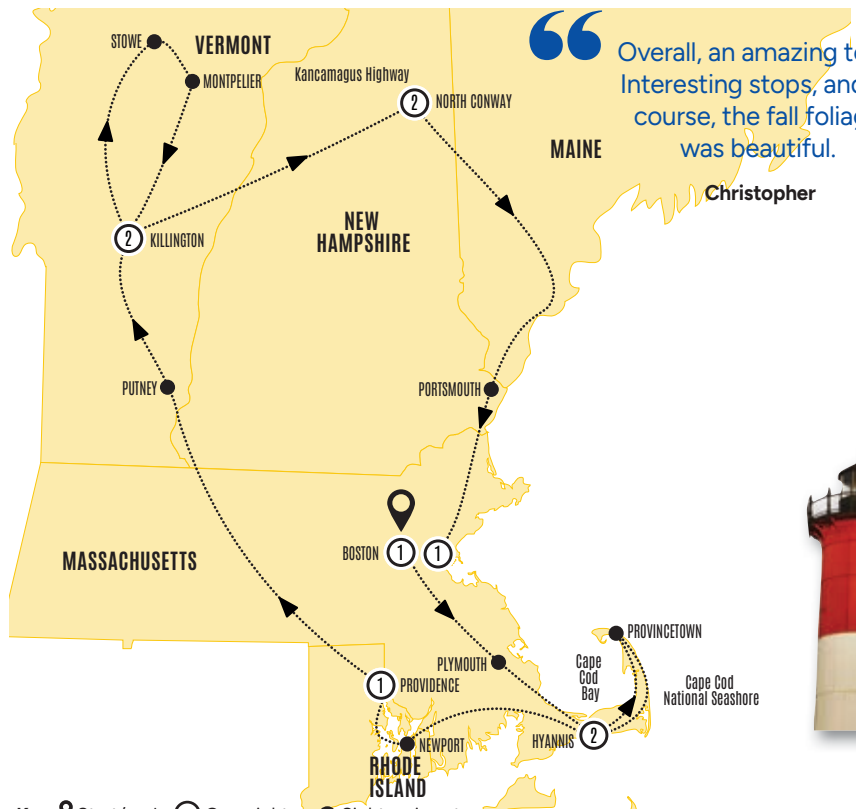 STOWE
VERMONT
MONTPELIER
Kancamagus Highway
2
NORTH CONWAY
“
Overall, an amazing
Interesting stops, and
course, the fall
was beautiful.
Christopher
MAINE
2
KILLINGTON
NEW
HAMPSHIRE
PUTNEY
PORTSMOUTH
MASSACHUSETTS
BOSTON
1
1
PROVINCETOWN
PLYMOUTH
Cape
Cod
Bay
Cape Cod
National Seashore
1
PROVIDENCE
NEWPORT
HYANNIS
2
RHODE
ISLAND